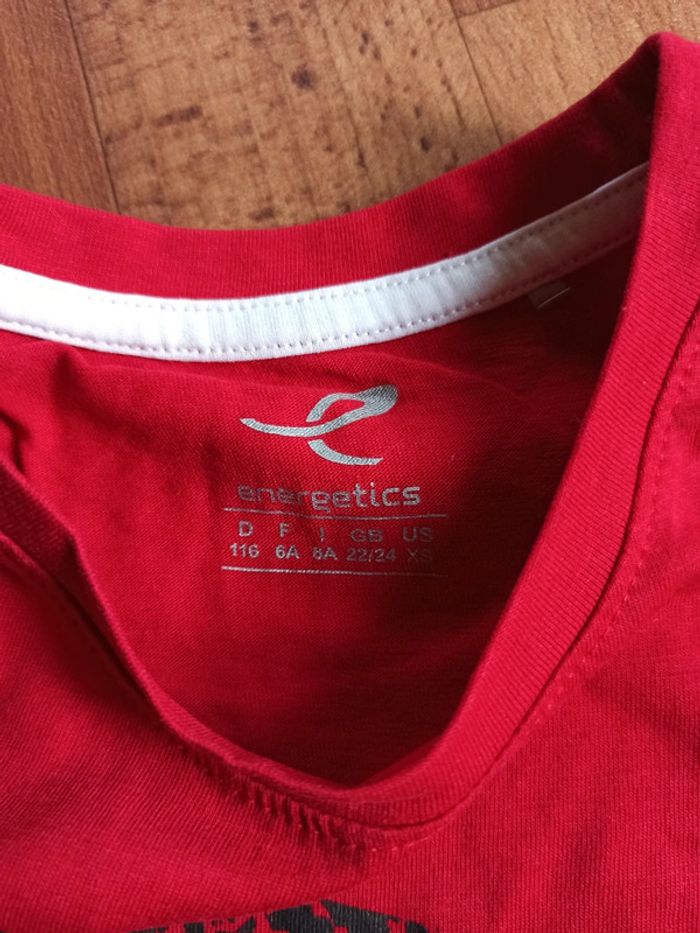 energetics
D F I GB US
116 6A 6A 22/24 XS